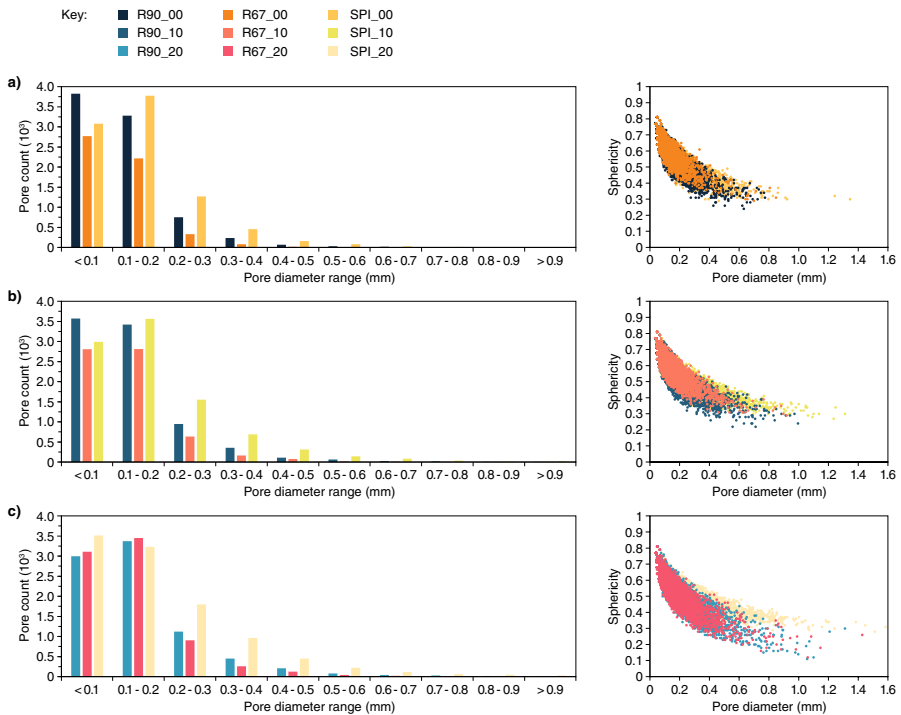 Key: R90_00 R67_00 SPI_00
R90_10 R67_10 SPI_10
R90_20 R67_20 SPI_20
a)
Pore count (10³)
4.0
3.5
3.0
2.5
2.0
1.5
1.0
0.5
0
< 0.1 0.1 - 0.2 0.2 - 0.3 0.3 - 0.4 0.4 - 0.5 0.5 - 0.6 0.6 - 0.7 0.7 - 0.8 0.8 - 0.9 > 0.9
Pore diameter range (mm)
Sphericity
1
0.9
0.8
0.7
0.6
0.5
0.4
0.3
0.2
0.1
0
0 0.2 0.4 0.6 0.8 1.0 1.2 1.4 1.6
Pore diameter (mm)
b)
Pore count (10³)
4.0
3.5
3.0
2.5
2.0
1.5
1.0
0.5
0
< 0.1 0.1 - 0.2 0.2 - 0.3 0.3 - 0.4 0.4 - 0.5 0.5 - 0.6 0.6 - 0.7 0.7 - 0.8 0.8 - 0.9 > 0.9
Pore diameter range (mm)
Sphericity
1
0.9
0.8
0.7
0.6
0.5
0.4
0.3
0.2
0.1
0
0 0.2 0.4 0.6 0.8 1.0 1.2 1.4 1.6
Pore diameter (mm)
c)
Pore count (10³)
4.0
3.5
3.0
2.5
2.0
1.5
1.0
0.5
0
< 0.1 0.1 - 0.2 0.2 - 0.3 0.3 - 0.4 0.4 - 0.5 0.5 - 0.6 0.6 - 0.7 0.7 - 0.8 0.8 - 0.9 > 0.9
Pore diameter range (mm)
Sphericity
1
0.9
0.8
0.7
0.6
0.5
0.4
0.3
0.2
0.1
0
0 0.2 0.4 0.6 0.8 1.0 1.2 1.4 1.6
Pore diameter (mm)